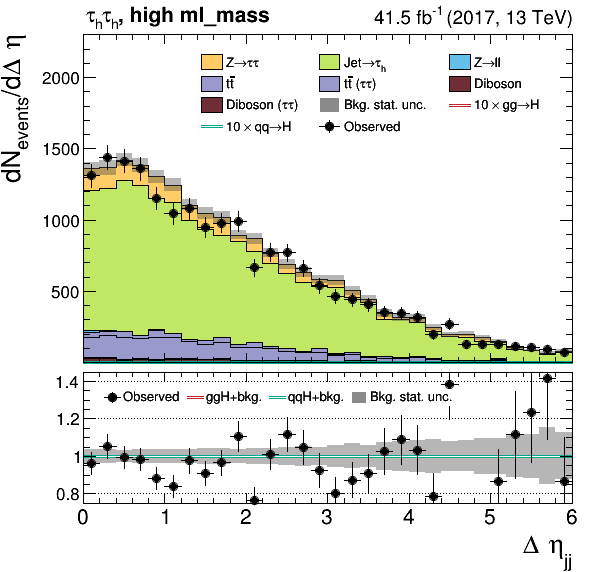 τhτh, high ml_mass 41.5 fb⁻¹ (2017, 13 TeV)
dNevents/dΔ η
2000
1500
1000
500
Z→ττ Jet→τh Z→ll
tt̄ tt̄ (ττ) Diboson
Diboson (ττ) Bkg. stat. unc. 10 × gg→H
10 × qq→H Observed
1.4
1.2
1
0.8
Observed ggH+bkg. qqH+bkg. Bkg. stat. unc.
0 1 2 3 4 5 6
Δ ηjj